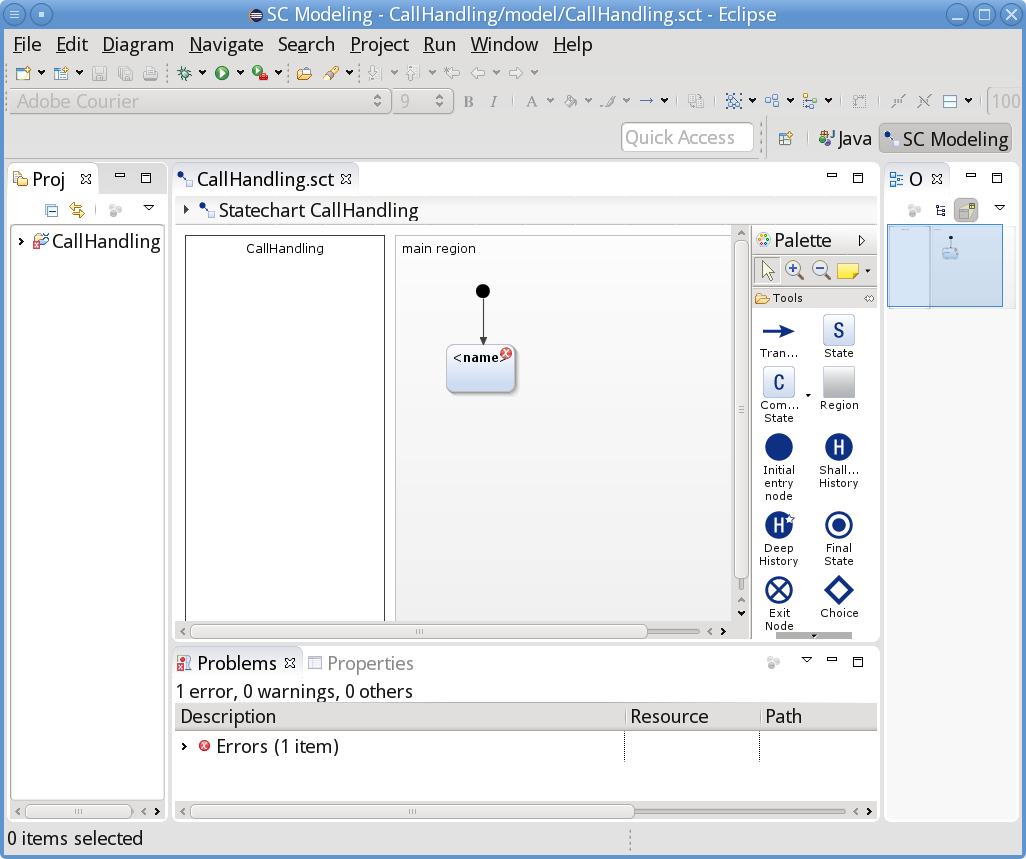 SC Modeling - CallHandling/model/CallHandling.sct - Eclipse
File Edit Diagram Navigate Search Project Run Window Help
Adobe Courier 9 B I A 100
Quick Access Java SC Modeling
Proj
CallHandling.sct
O
Statechart CallHandling
CallHandling
CallHandling
main region
<name>
Palette
Tools
Tran...
State
S
C
Com...
State
Region
Initial
entry
node
H
Shall...
History
H
Deep
History
Final
State
Exit
Node
Choice
Problems Properties
1 error, 0 warnings, 0 others
Description Resource Path
Errors (1 item)
0 items selected